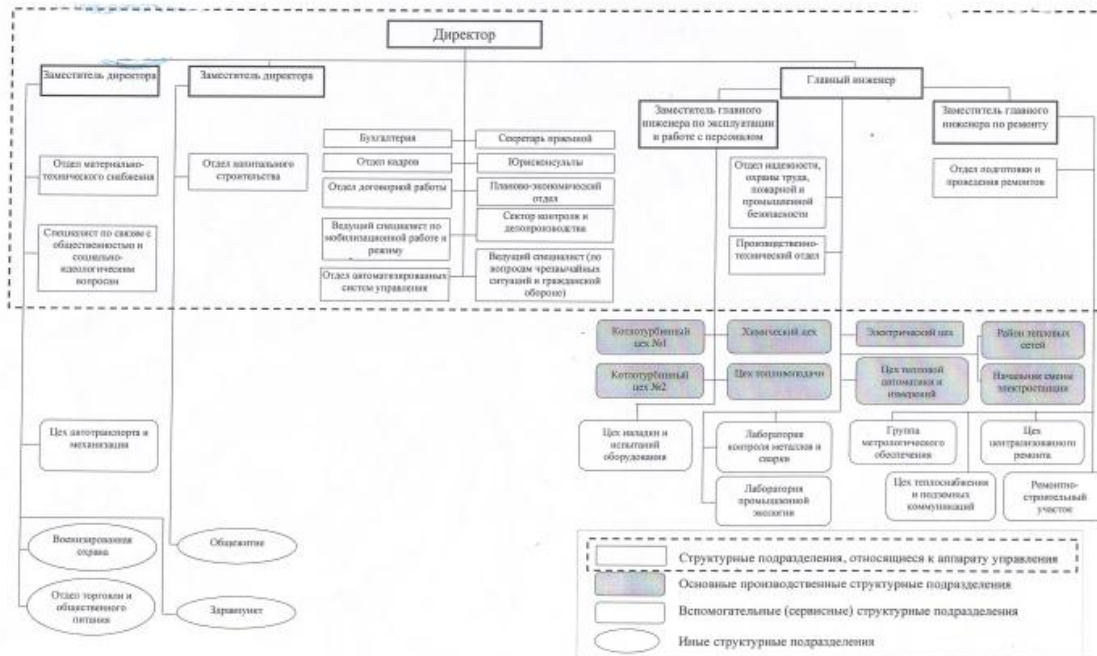 Директор
Заместитель директора
Заместитель директора
Главный инженер
Заместитель главного
инженера по эксплуатации
и работе с персоналом
Заместитель главного
инженера по ремонту
Бухгалтерия
Секретарь приемной
Отдел материально-
технического снабжения
Отдел капитального
строительства
Отдел кадров
Юрисконсульты
Отдел надежности,
охраны труда,
пожарной и
промышленной
безопасности
Отдел подготовки и
проведения ремонтов
Отдел договорной работы
Планово-экономический
отдел
Специалист по связям с
общественностью и
социально-
идеологическим
вопросам
Ведущий специалист по
мобилизационной работе и
режиму
Сектор контроля и
делопроизводства
Производственно-
технический отдел
Отдел автоматизированных
систем управления
Ведущий специалист (по
вопросам чрезвычайных
ситуаций и гражданской
обороне)
Котлотурбинный
цех №1
Химический цех
Электрический цех
Район тепловых
сетей
Котлотурбинный
цех №2
Цех топливоподачи
Цех тепловой
автоматики и
измерений
Начальник смены
электростанции
Цех автотранспорта и
механизации
Цех наладки и
испытаний
оборудования
Лаборатория
контроля металлов и
сварки
Группа
метрологического
обеспечения
Цех
централизованного
ремонта
Лаборатория
промышленной
экологии
Цех теплоснабжения
и подземных
коммуникаций
Ремонтно-
строительный
участок
Военизированная
охрана
Общежитие
Отдел торговли и
общественного
питания
Здравпункт
Структурные подразделения, относящиеся к аппарату управления
Основные производственные структурные подразделения
Вспомогательные (сервисные) структурные подразделения
Иные структурные подразделения